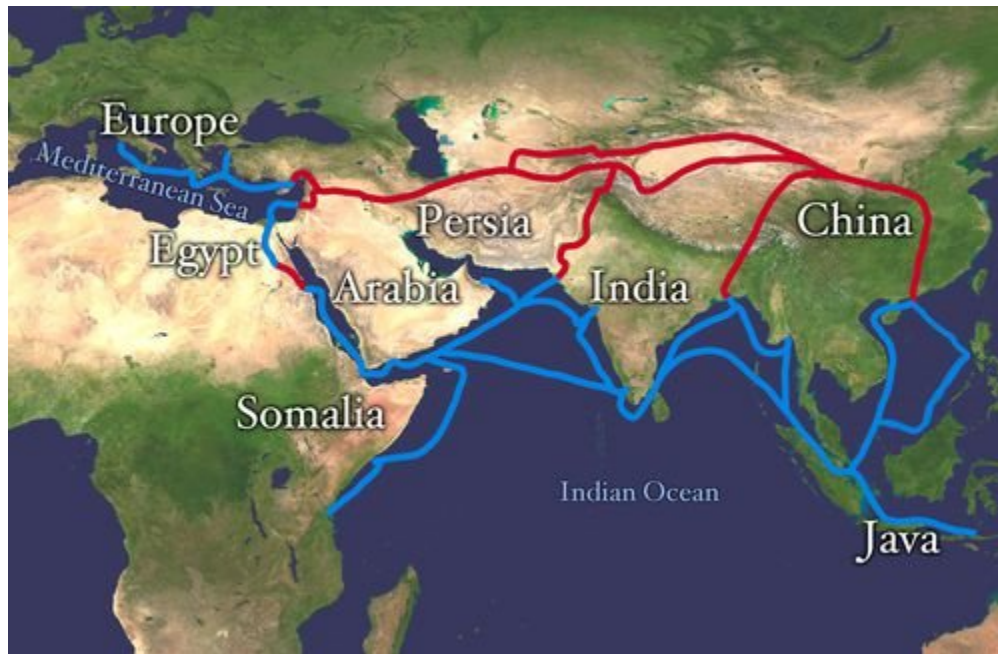 Europe
Mediterranean Sea
Egypt
Persia
China
Arabia
India
Somalia
Indian Ocean
Java